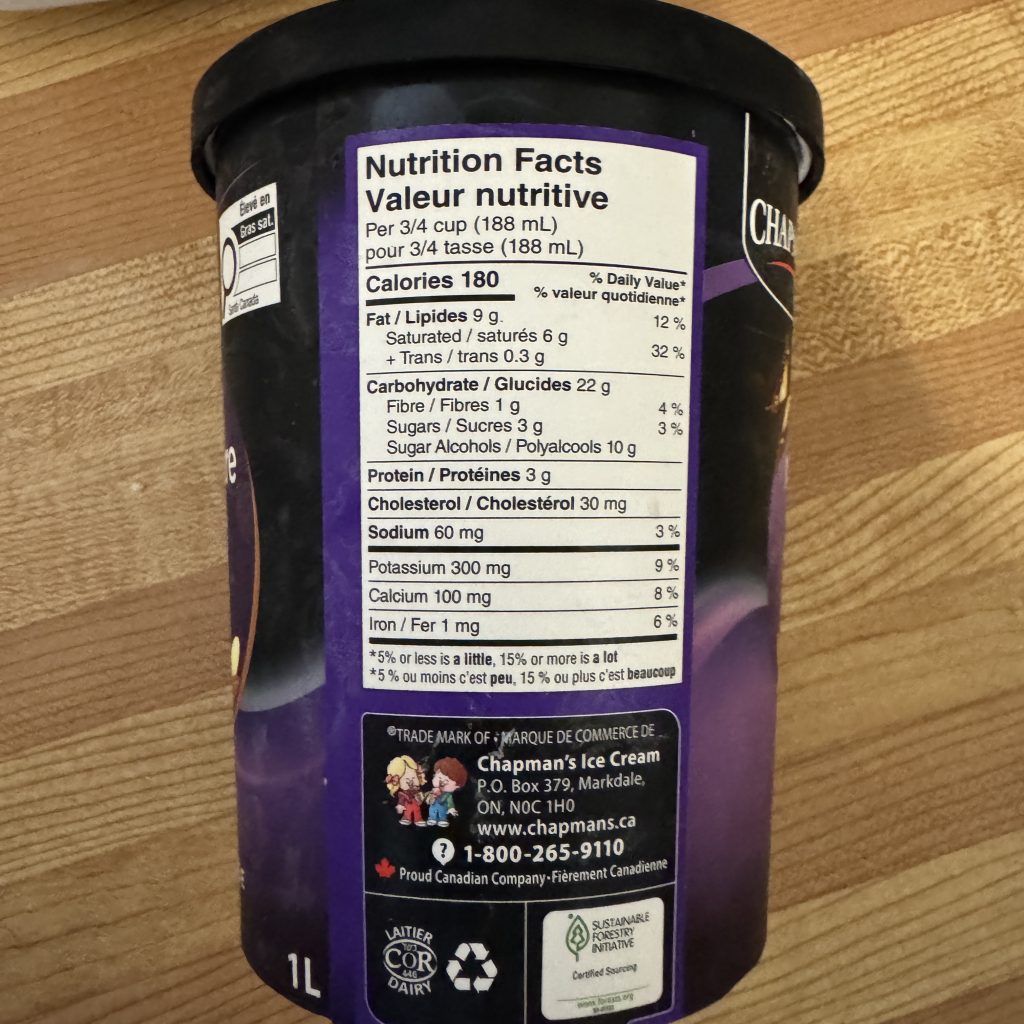 Élevé en
Gras sat.
Santé Canada
re
1L
CHAP
Nutrition Facts
Valeur nutritive
Per 3/4 cup (188 mL)
pour 3/4 tasse (188 mL)
Calories 180
% Daily Value*
% valeur quotidienne*
Fat / Lipides 9 g 12 %
Saturated / saturés 6 g
+ Trans / trans 0.3 g 32 %
Carbohydrate / Glucides 22 g
Fibre / Fibres 1 g 4 %
Sugars / Sucres 3 g 3 %
Sugar Alcohols / Polyalcools 10 g
Protein / Protéines 3 g
Cholesterol / Cholestérol 30 mg
Sodium 60 mg 3 %
Potassium 300 mg 9 %
Calcium 100 mg 8 %
Iron / Fer 1 mg 6 %
*5% or less is a little, 15% or more is a lot
*5 % ou moins c'est peu, 15 % ou plus c'est beaucoup
®TRADE MARK OF • MARQUE DE COMMERCE DE
Chapman's Ice Cream
P.O. Box 379, Markdale,
ON, N0C 1H0
www.chapmans.ca
? 1-800-265-9110
Proud Canadian Company•Fièrement Canadienne
LAITIER
COR
446
DAIRY
SUSTAINABLE
FORESTRY
INITIATIVE
Certified Sourcing